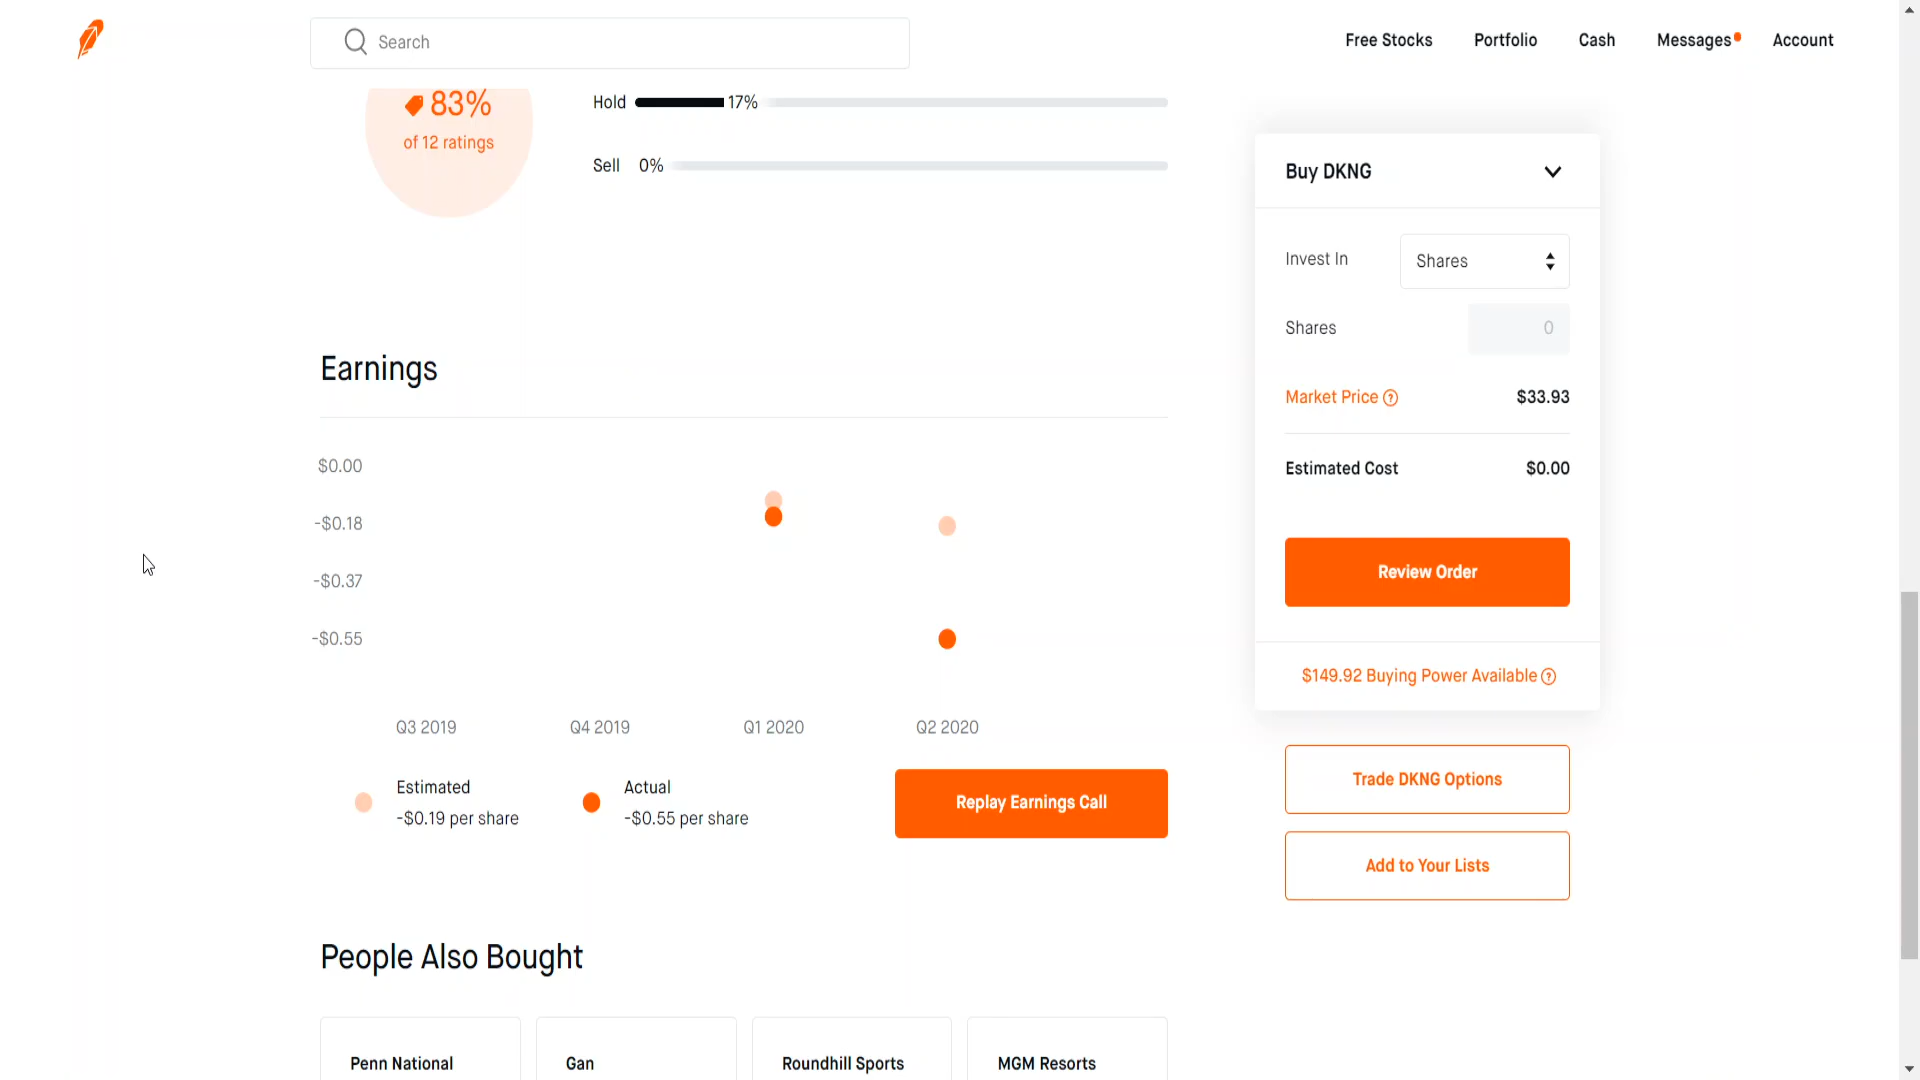 Search
Free Stocks
Portfolio
Cash
Messages
Account
83%
of 12 ratings
Hold 17%
Sell 0%
Buy DKNG
Invest In Shares
Shares 0
Market Price ? $33.93
Estimated Cost $0.00
Review Order
$149.92 Buying Power Available ?
Trade DKNG Options
Add to Your Lists
Earnings
$0.00
-$0.18
-$0.37
-$0.55
Q3 2019
Q4 2019
Q1 2020
Q2 2020
Estimated
-$0.19 per share
Actual
-$0.55 per share
Replay Earnings Call
People Also Bought
Penn National
Gan
Roundhill Sports
MGM Resorts